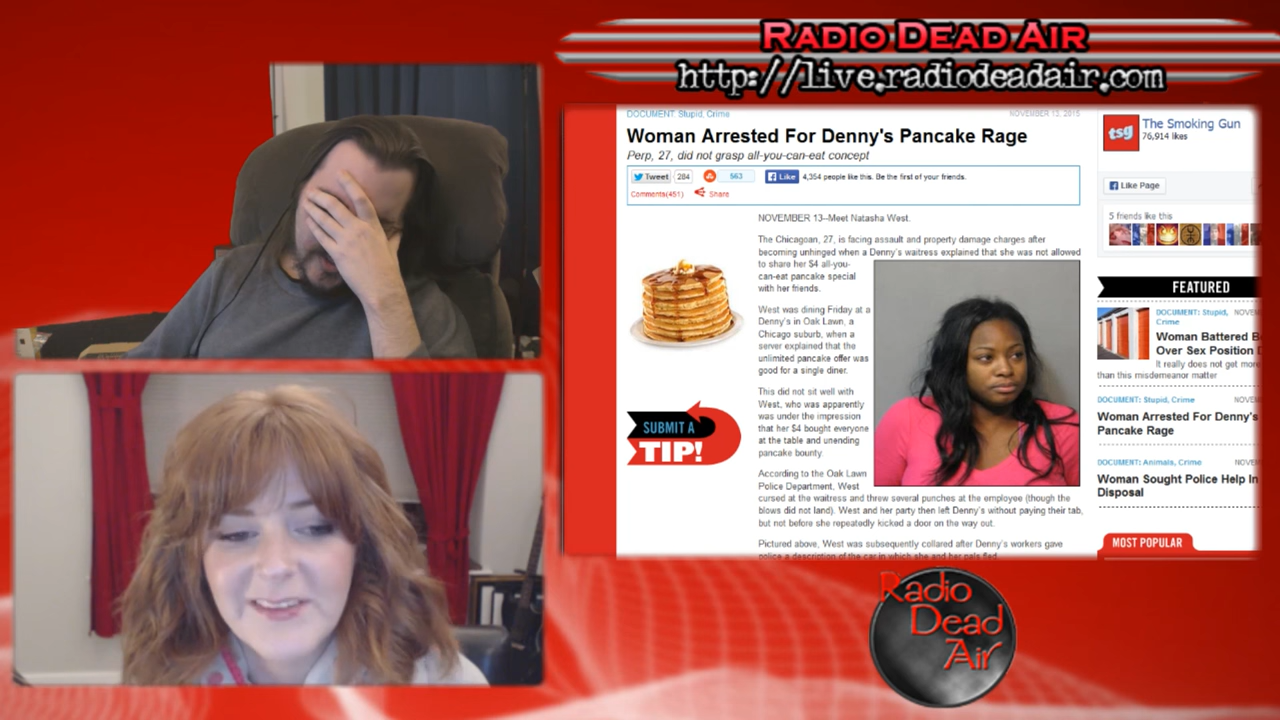 Radio Dead Air
http://live.radiodeadair.com
DOCUMENT: Stupid, Crime
NOVEMBER 13, 2015
Woman Arrested For Denny's Pancake Rage
Perp, 27, did not grasp all-you-can-eat concept
Tweet 284 563 Like 4,354 people like this. Be the first of your friends.
Comments(451) Share
NOVEMBER 13--Meet Natasha West.
The Chicagoan, 27, is facing assault and property damage charges after
becoming unhinged when a Denny's waitress explained that she was not allowed
to share her $4 all-you-
can-eat pancake special
with her friends.
West was dining Friday at a
Denny's in Oak Lawn, a
Chicago suburb, when a
server explained that the
unlimited pancake offer was
good for a single diner.
This did not sit well with
West, who was apparently
was under the impression
that her $4 bought everyone
at the table and unending
pancake bounty.
According to the Oak Lawn
Police Department, West
cursed at the waitress and threw several punches at the employee (though the
blows did not land). West and her party then left Denny's without paying their tab,
but not before she repeatedly kicked a door on the way out.
Pictured above, West was subsequently collared after Denny's workers gave
police a description of the car in which she and her pals fled.
SUBMIT A
TIP!
tsg
The Smoking Gun
76,914 likes
Like Page
5 friends like this
FEATURED
DOCUMENT: Stupid,
Crime
Woman Battered
Over Sex Position
It really does not get more
than this misdemeanor matter
DOCUMENT: Stupid, Crime
Woman Arrested For Denny's
Pancake Rage
DOCUMENT: Animals, Crime
Woman Sought Police Help In
Disposal
MOST POPULAR
Radio
Dead
Air